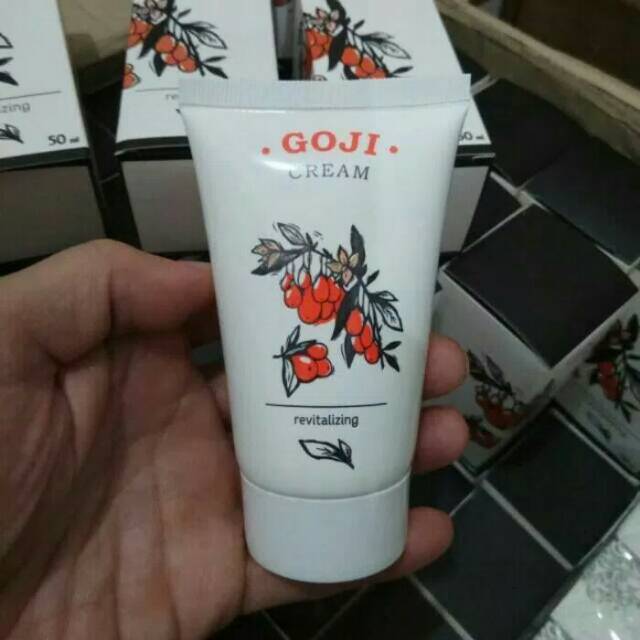 revitalizing
50 ml
· GOJI ·
CREAM
revitalizing